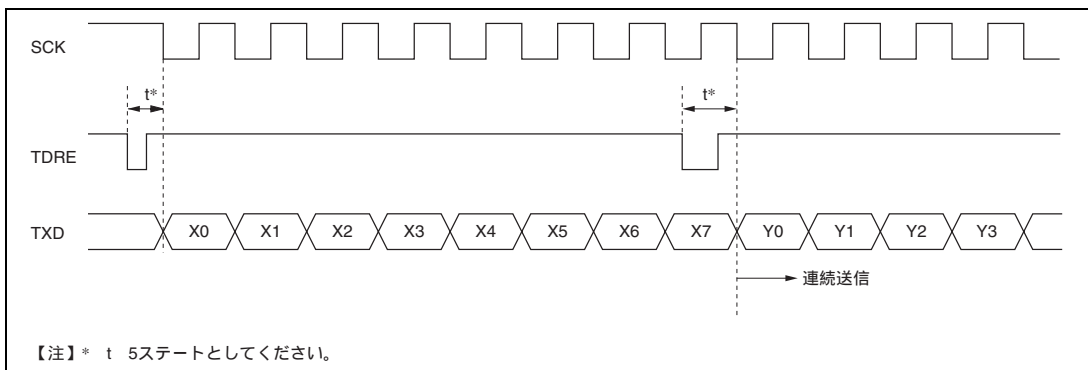 SCK
t*
t*
TDRE
TXD
X0 X1 X2 X3 X4 X5 X6 X7 Y0 Y1 Y2 Y3
連続送信
【注】* t 5ステートとしてください。